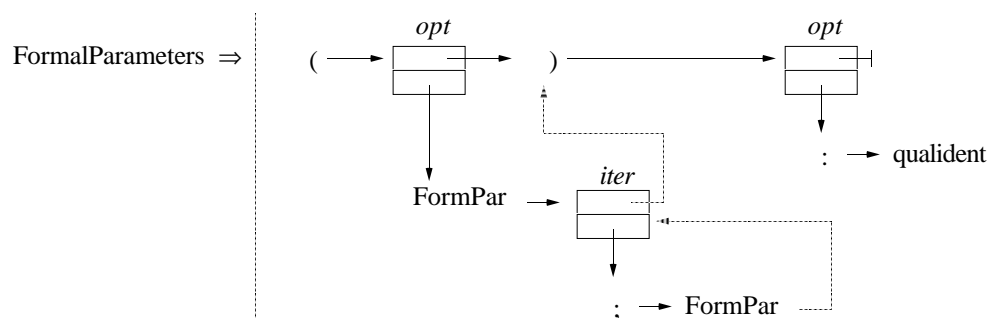 opt opt
FormalParameters ⇒ ( )
: qualident
iter
FormPar
; FormPar